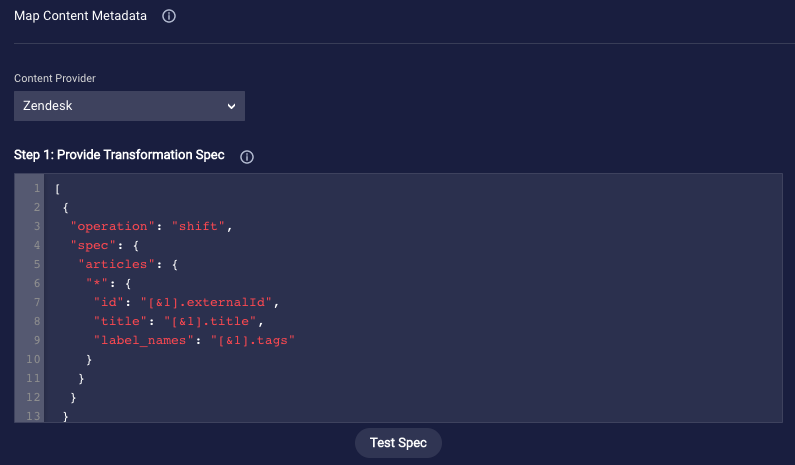 Map Content Metadata
Content Provider
Zendesk
Step 1: Provide Transformation Spec
1 [
2 {
3 "operation": "shift",
4 "spec": {
5 "articles": {
6 "*": {
7 "id": "[&1].externalId",
8 "title": "[&1].title",
9 "label_names": "[&1].tags"
10 }
11 }
12 }
13 }
Test Spec